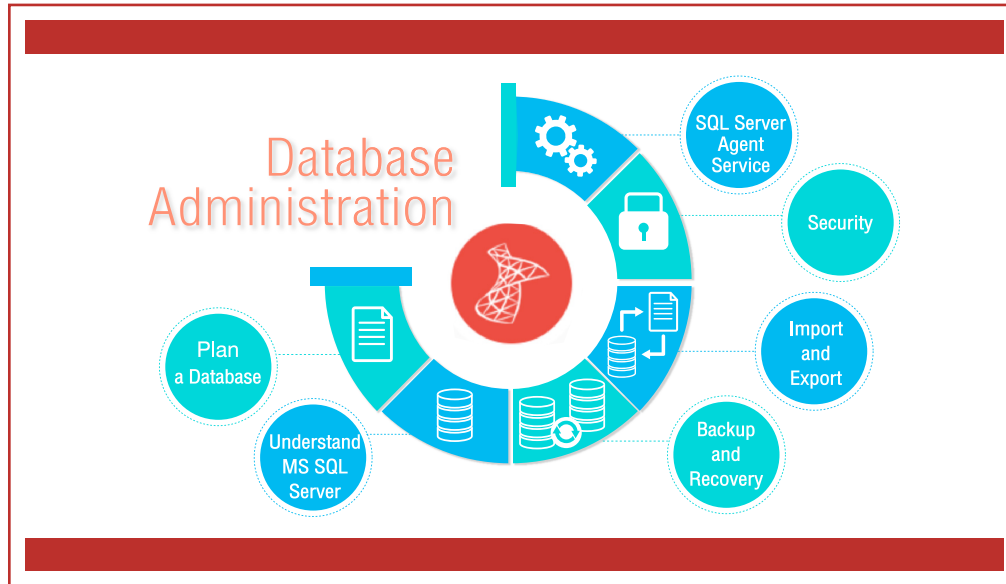 Database
Administration
SQL Server
Agent
Service
Security
Import
and
Export
Backup
and
Recovery
Understand
MS SQL
Server
Plan
a Database